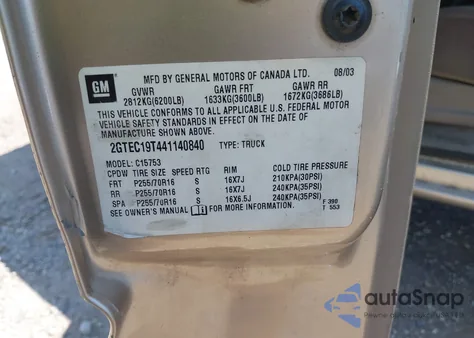 GM
MFD BY GENERAL MOTORS OF CANADA LTD. 08/03
GVWR GAWR FRT GAWR RR
2812KG(6200LB) 1633KG(3600LB) 1672KG(3686LB)
THIS VEHICLE CONFORMS TO ALL APPLICABLE U.S. FEDERAL MOTOR
VEHICLE SAFETY STANDARDS IN EFFECT ON THE DATE OF
MANUFACTURE SHOWN ABOVE.
2GTEC19T441140840 TYPE: TRUCK
MODEL: C15753
CPDW TIRE SIZE SPEED RTG RIM COLD TIRE PRESSURE
FRT P255/70R16 S 16X7J 210KPA(30PSI)
RR P255/70R16 S 16X7J 240KPA(35PSI)
SPA P255/70R16 S 16X6.5J 240KPA(35PSI)
SEE OWNER'S MANUAL FOR MORE INFORMATION. F 390
T 553
autoSnap